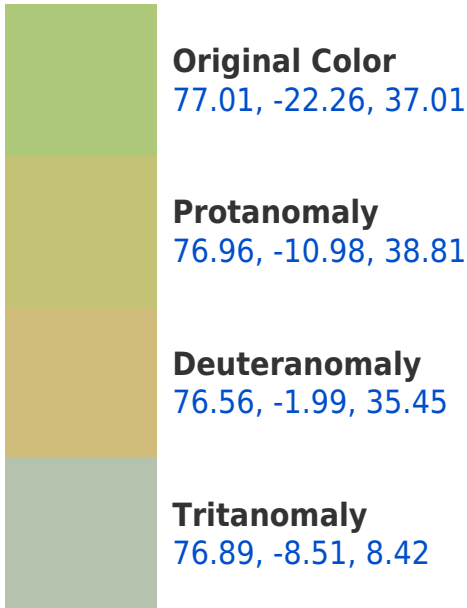 Original Color
77.01, -22.26, 37.01
Protanomaly
76.96, -10.98, 38.81
Deuteranomaly
76.56, -1.99, 35.45
Tritanomaly
76.89, -8.51, 8.42